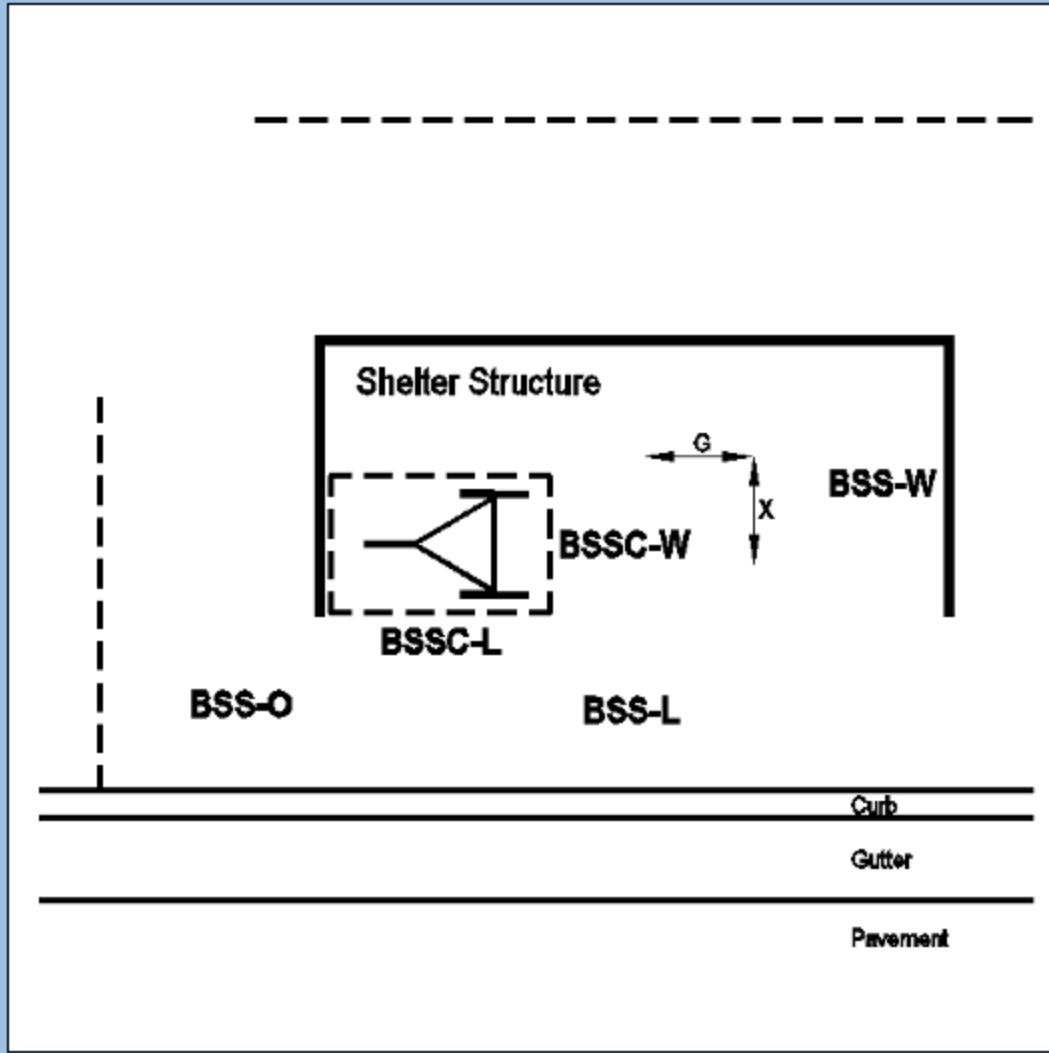 Shelter Structure
G
BSS-W
X
BSSC-W
BSSC-L
BSS-O
BSS-L
Curb
Gutter
Pavement